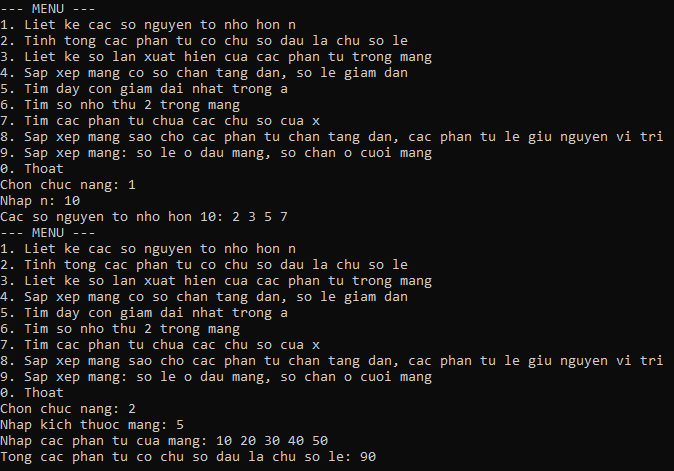 --- MENU ---
1. Liet ke cac so nguyen to nho hon n
2. Tinh tong cac phan tu co chu so dau la chu so le
3. Liet ke so lan xuat hien cua cac phan tu trong mang
4. Sap xep mang co so chan tang dan, so le giam dan
5. Tim day con giam dai nhat trong a
6. Tim so nho thu 2 trong mang
7. Tim cac phan tu chua cac chu so cua x
8. Sap xep mang sao cho cac phan tu chan tang dan, cac phan tu le giu nguyen vi tri
9. Sap xep mang: so le o dau mang, so chan o cuoi mang
0. Thoat
Chon chuc nang: 1
Nhap n: 10
Cac so nguyen to nho hon 10: 2 3 5 7
--- MENU ---
1. Liet ke cac so nguyen to nho hon n
2. Tinh tong cac phan tu co chu so dau la chu so le
3. Liet ke so lan xuat hien cua cac phan tu trong mang
4. Sap xep mang co so chan tang dan, so le giam dan
5. Tim day con giam dai nhat trong a
6. Tim so nho thu 2 trong mang
7. Tim cac phan tu chua cac chu so cua x
8. Sap xep mang sao cho cac phan tu chan tang dan, cac phan tu le giu nguyen vi tri
9. Sap xep mang: so le o dau mang, so chan o cuoi mang
0. Thoat
Chon chuc nang: 2
Nhap kich thuoc mang: 5
Nhap cac phan tu cua mang: 10 20 30 40 50
Tong cac phan tu co chu so dau la chu so le: 90